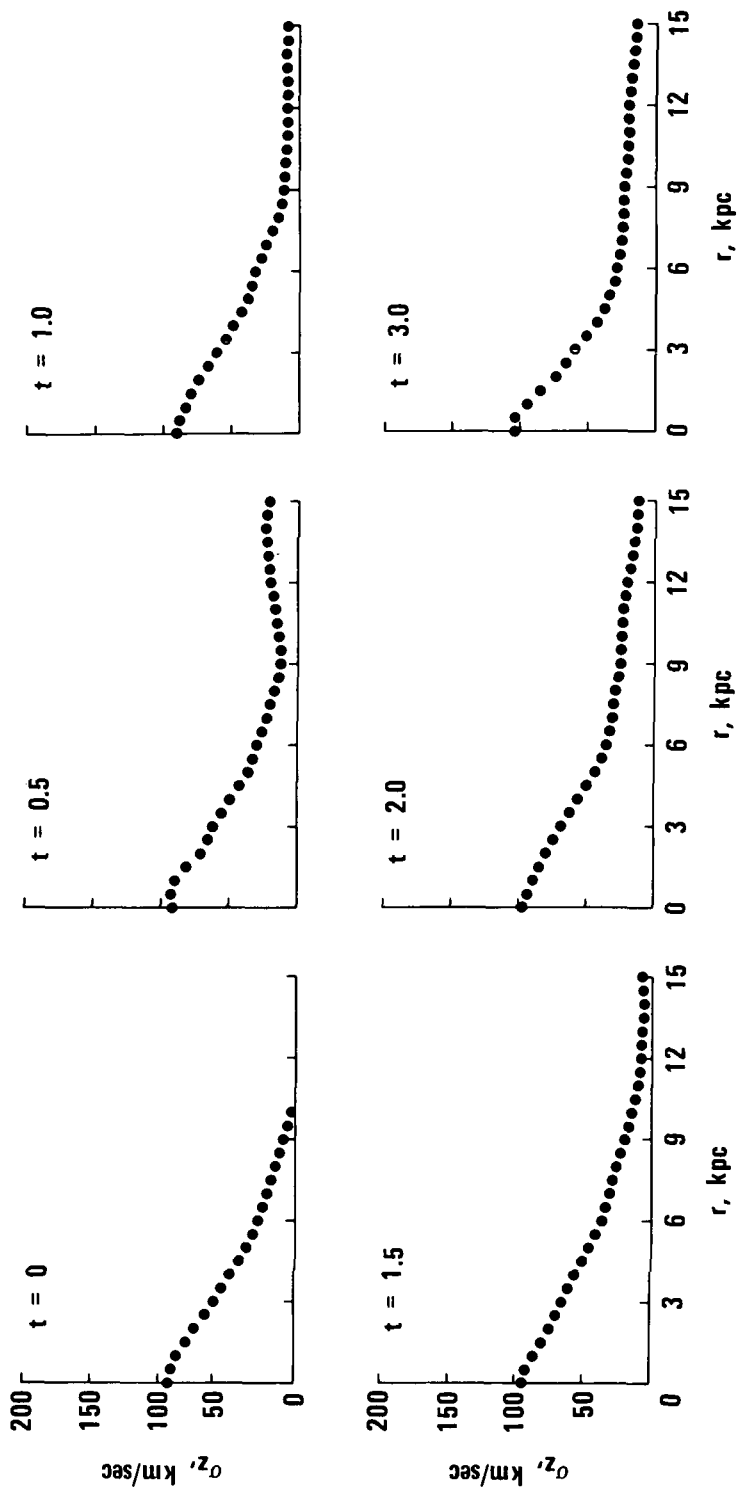 t = 0
t = 0.5
t = 1.0
200
150
100
50
0
σz, km/sec
t = 1.5
t = 2.0
t = 3.0
200
150
100
50
0
σz, km/sec
0 3 6 9 12 15
0 3 6 9 12 15
0 3 6 9 12 15
r, kpc
r, kpc
r, kpc